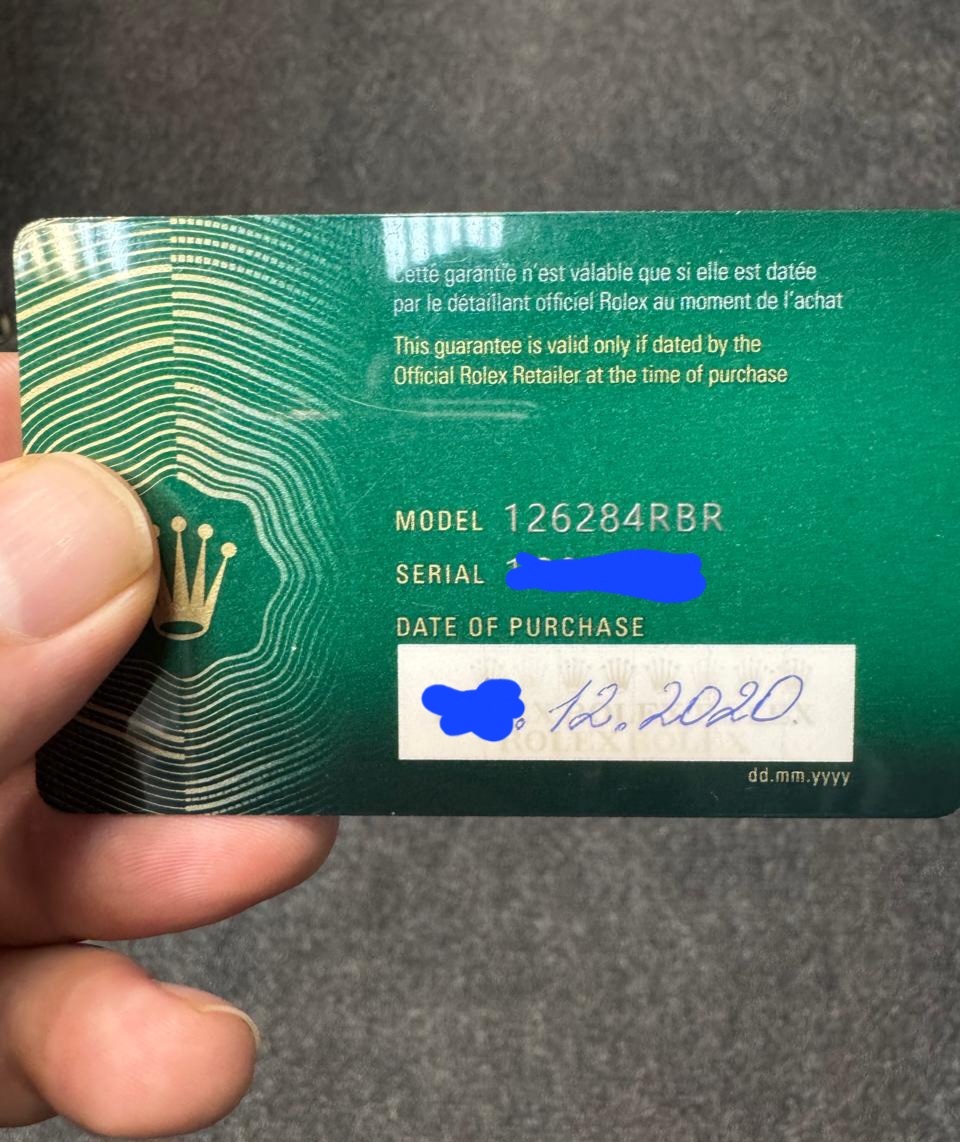 Cette garantie n'est valable que si elle est datée
par le détaillant officiel Rolex au moment de l'achat
This guarantee is valid only if dated by the
Official Rolex Retailer at the time of purchase
MODEL 126284RBR
SERIAL
DATE OF PURCHASE
.12.2020
ROLEX ROLEX
dd.mm.yyyy